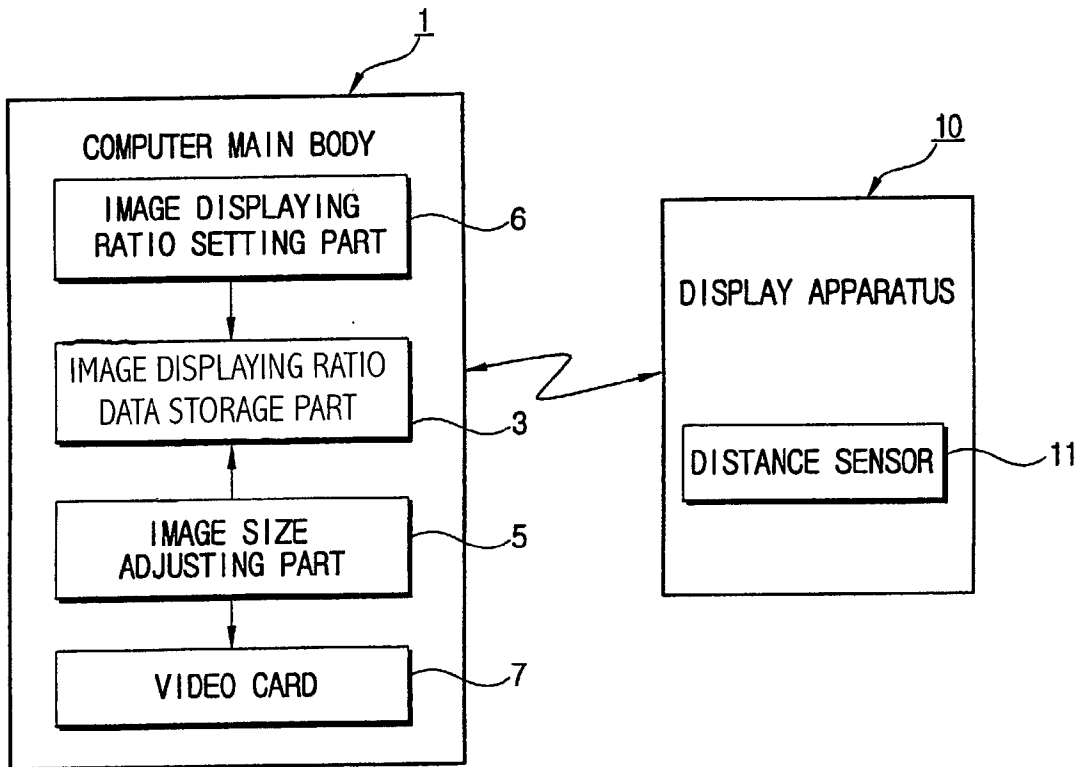 1
COMPUTER MAIN BODY
IMAGE DISPLAYING
RATIO SETTING PART
6
IMAGE DISPLAYING RATIO
DATA STORAGE PART
3
IMAGE SIZE
ADJUSTING PART
5
VIDEO CARD
7
10
DISPLAY APPARATUS
DISTANCE SENSOR
11